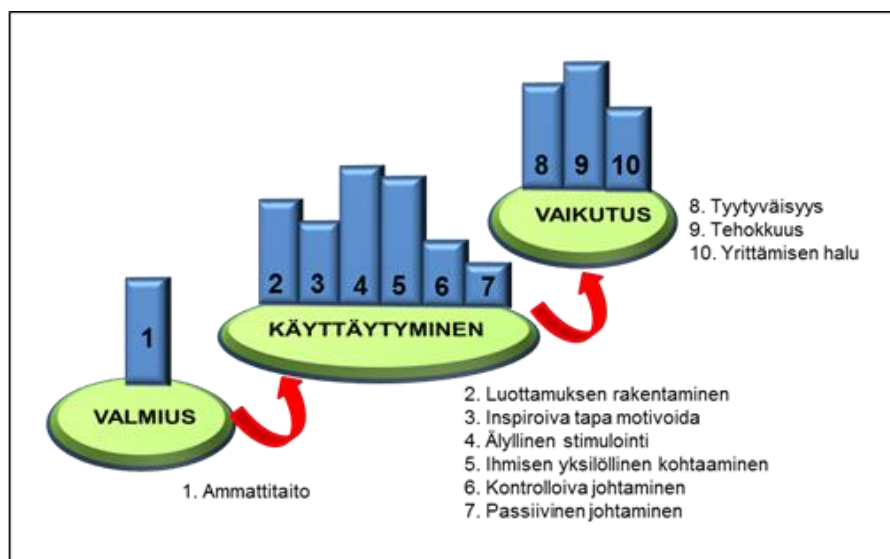 8
9
10
VAIKUTUS
8. Tyytyväisyys
9. Tehokkuus
10. Yrittämisen halu
2
3
4
5
6
7
KÄYTTÄYTYMINEN
1
VALMIUS
1. Ammattitaito
2. Luottamuksen rakentaminen
3. Inspiroiva tapa motivoida
4. Älyllinen stimulointi
5. Ihmisen yksilöllinen kohtaaminen
6. Kontrolloiva johtaminen
7. Passiivinen johtaminen